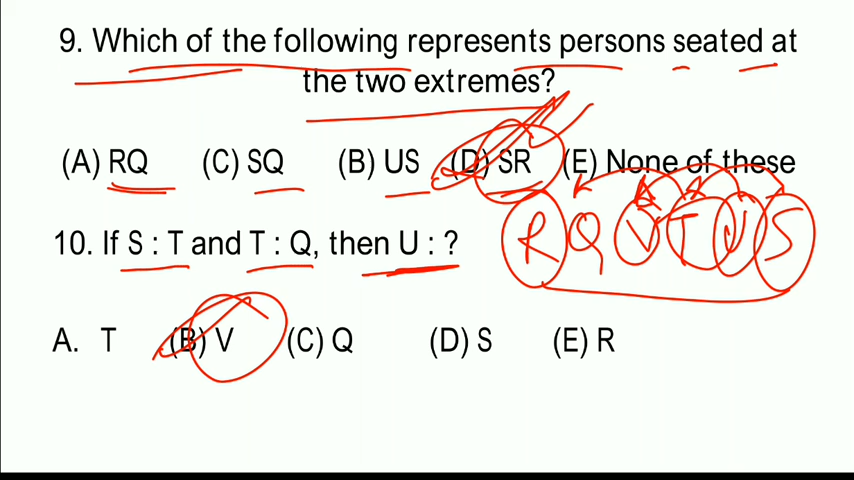 9. Which of the following represents persons seated at
the two extremes?
(A) RQ (C) SQ (B) US (D) SR (E) None of these
10. If S : T and T : Q, then U : ? R Q V T U S
A. T (B) V (C) Q (D) S (E) R